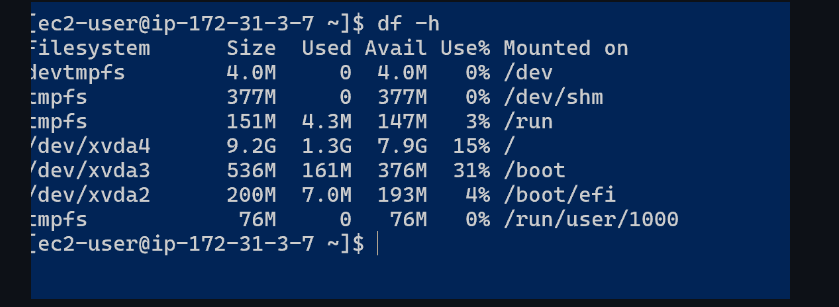 [ec2-user@ip-172-31-3-7 ~]$ df -h
Filesystem      Size  Used Avail Use% Mounted on
devtmpfs        4.0M     0  4.0M   0% /dev
tmpfs           377M     0  377M   0% /dev/shm
tmpfs           151M  4.3M  147M   3% /run
/dev/xvda4      9.2G  1.3G  7.9G  15% /
/dev/xvda3      536M  161M  376M  31% /boot
/dev/xvda2      200M  7.0M  193M   4% /boot/efi
tmpfs            76M     0   76M   0% /run/user/1000
[ec2-user@ip-172-31-3-7 ~]$